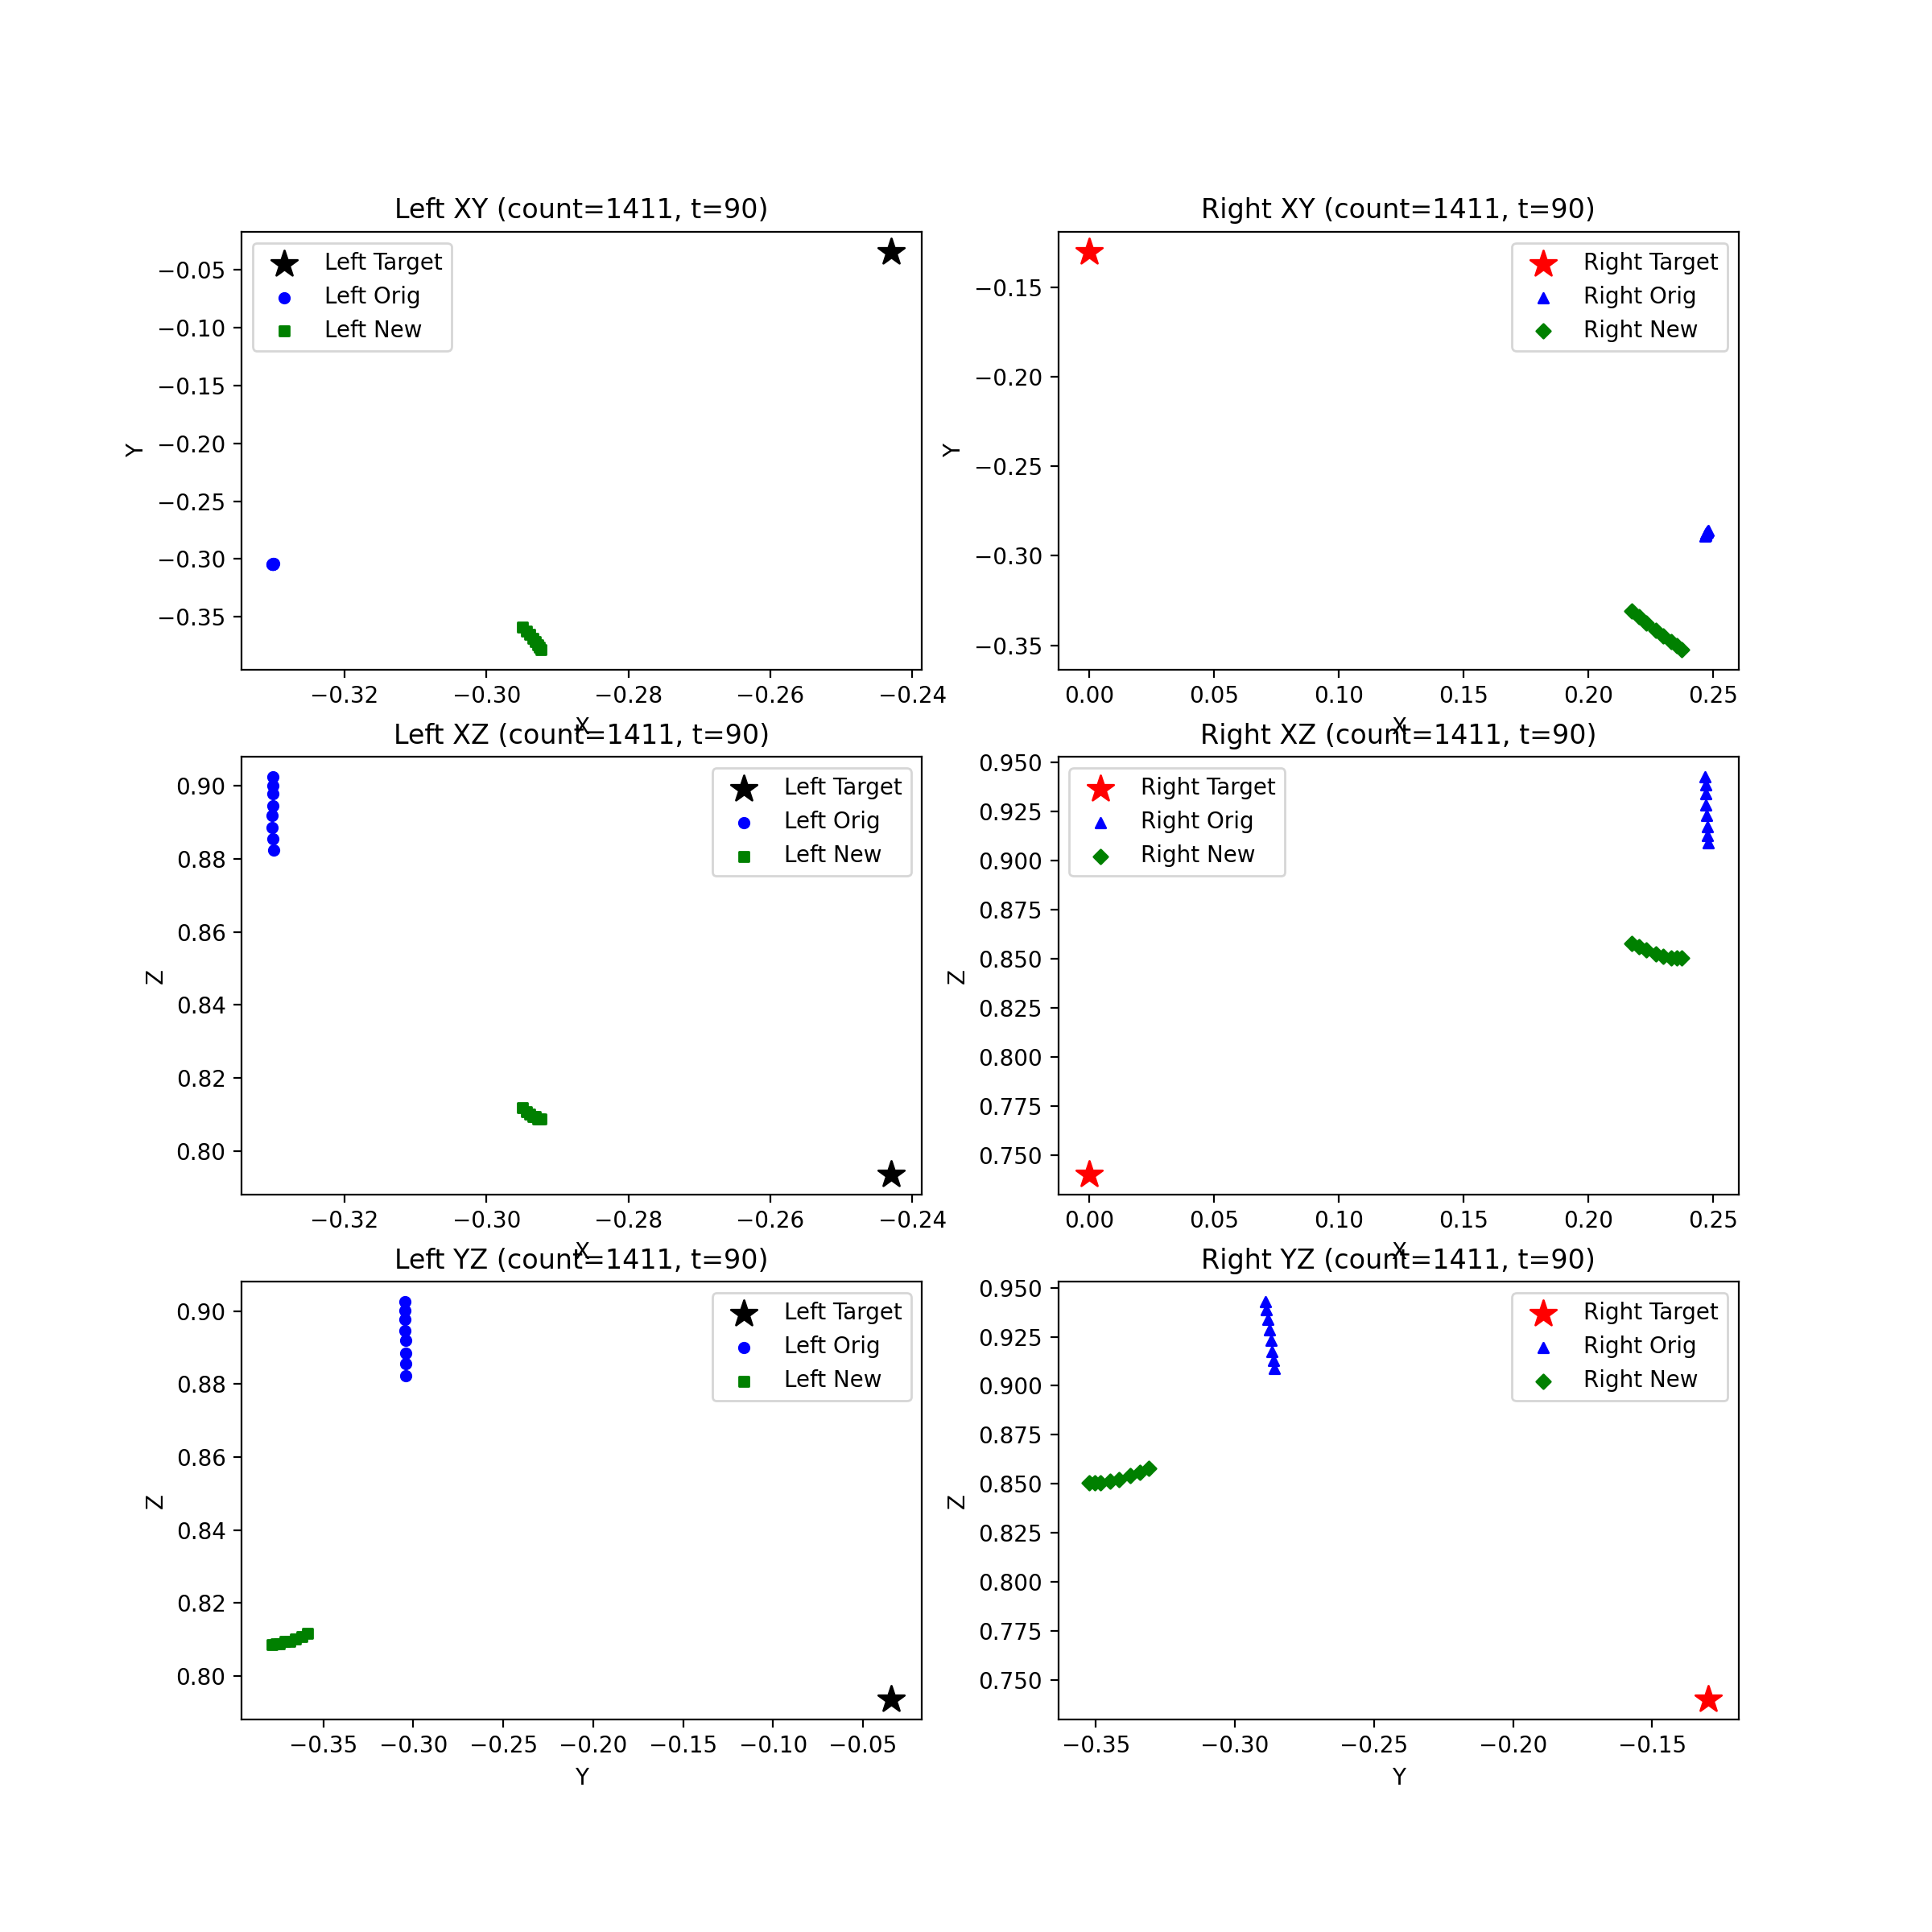 Left XY (count=1411, t=90)
−0.05
−0.10
−0.15
−0.20
−0.25
−0.30
−0.35
Y
Left Target
Left Orig
Left New
−0.32 −0.30 −0.28 −0.26 −0.24
X
Right XY (count=1411, t=90)
−0.15
−0.20
−0.25
−0.30
−0.35
Y
Right Target
Right Orig
Right New
0.00 0.05 0.10 0.15 0.20 0.25
X
Left XZ (count=1411, t=90)
0.90
0.88
0.86
0.84
0.82
0.80
Z
Left Target
Left Orig
Left New
−0.32 −0.30 −0.28 −0.26 −0.24
X
Right XZ (count=1411, t=90)
0.950
0.925
0.900
0.875
0.850
0.825
0.800
0.775
0.750
Z
Right Target
Right Orig
Right New
0.00 0.05 0.10 0.15 0.20 0.25
X
Left YZ (count=1411, t=90)
0.90
0.88
0.86
0.84
0.82
0.80
Z
Left Target
Left Orig
Left New
−0.35 −0.30 −0.25 −0.20 −0.15 −0.10 −0.05
Y
Right YZ (count=1411, t=90)
0.950
0.925
0.900
0.875
0.850
0.825
0.800
0.775
0.750
Z
Right Target
Right Orig
Right New
−0.35 −0.30 −0.25 −0.20 −0.15
Y